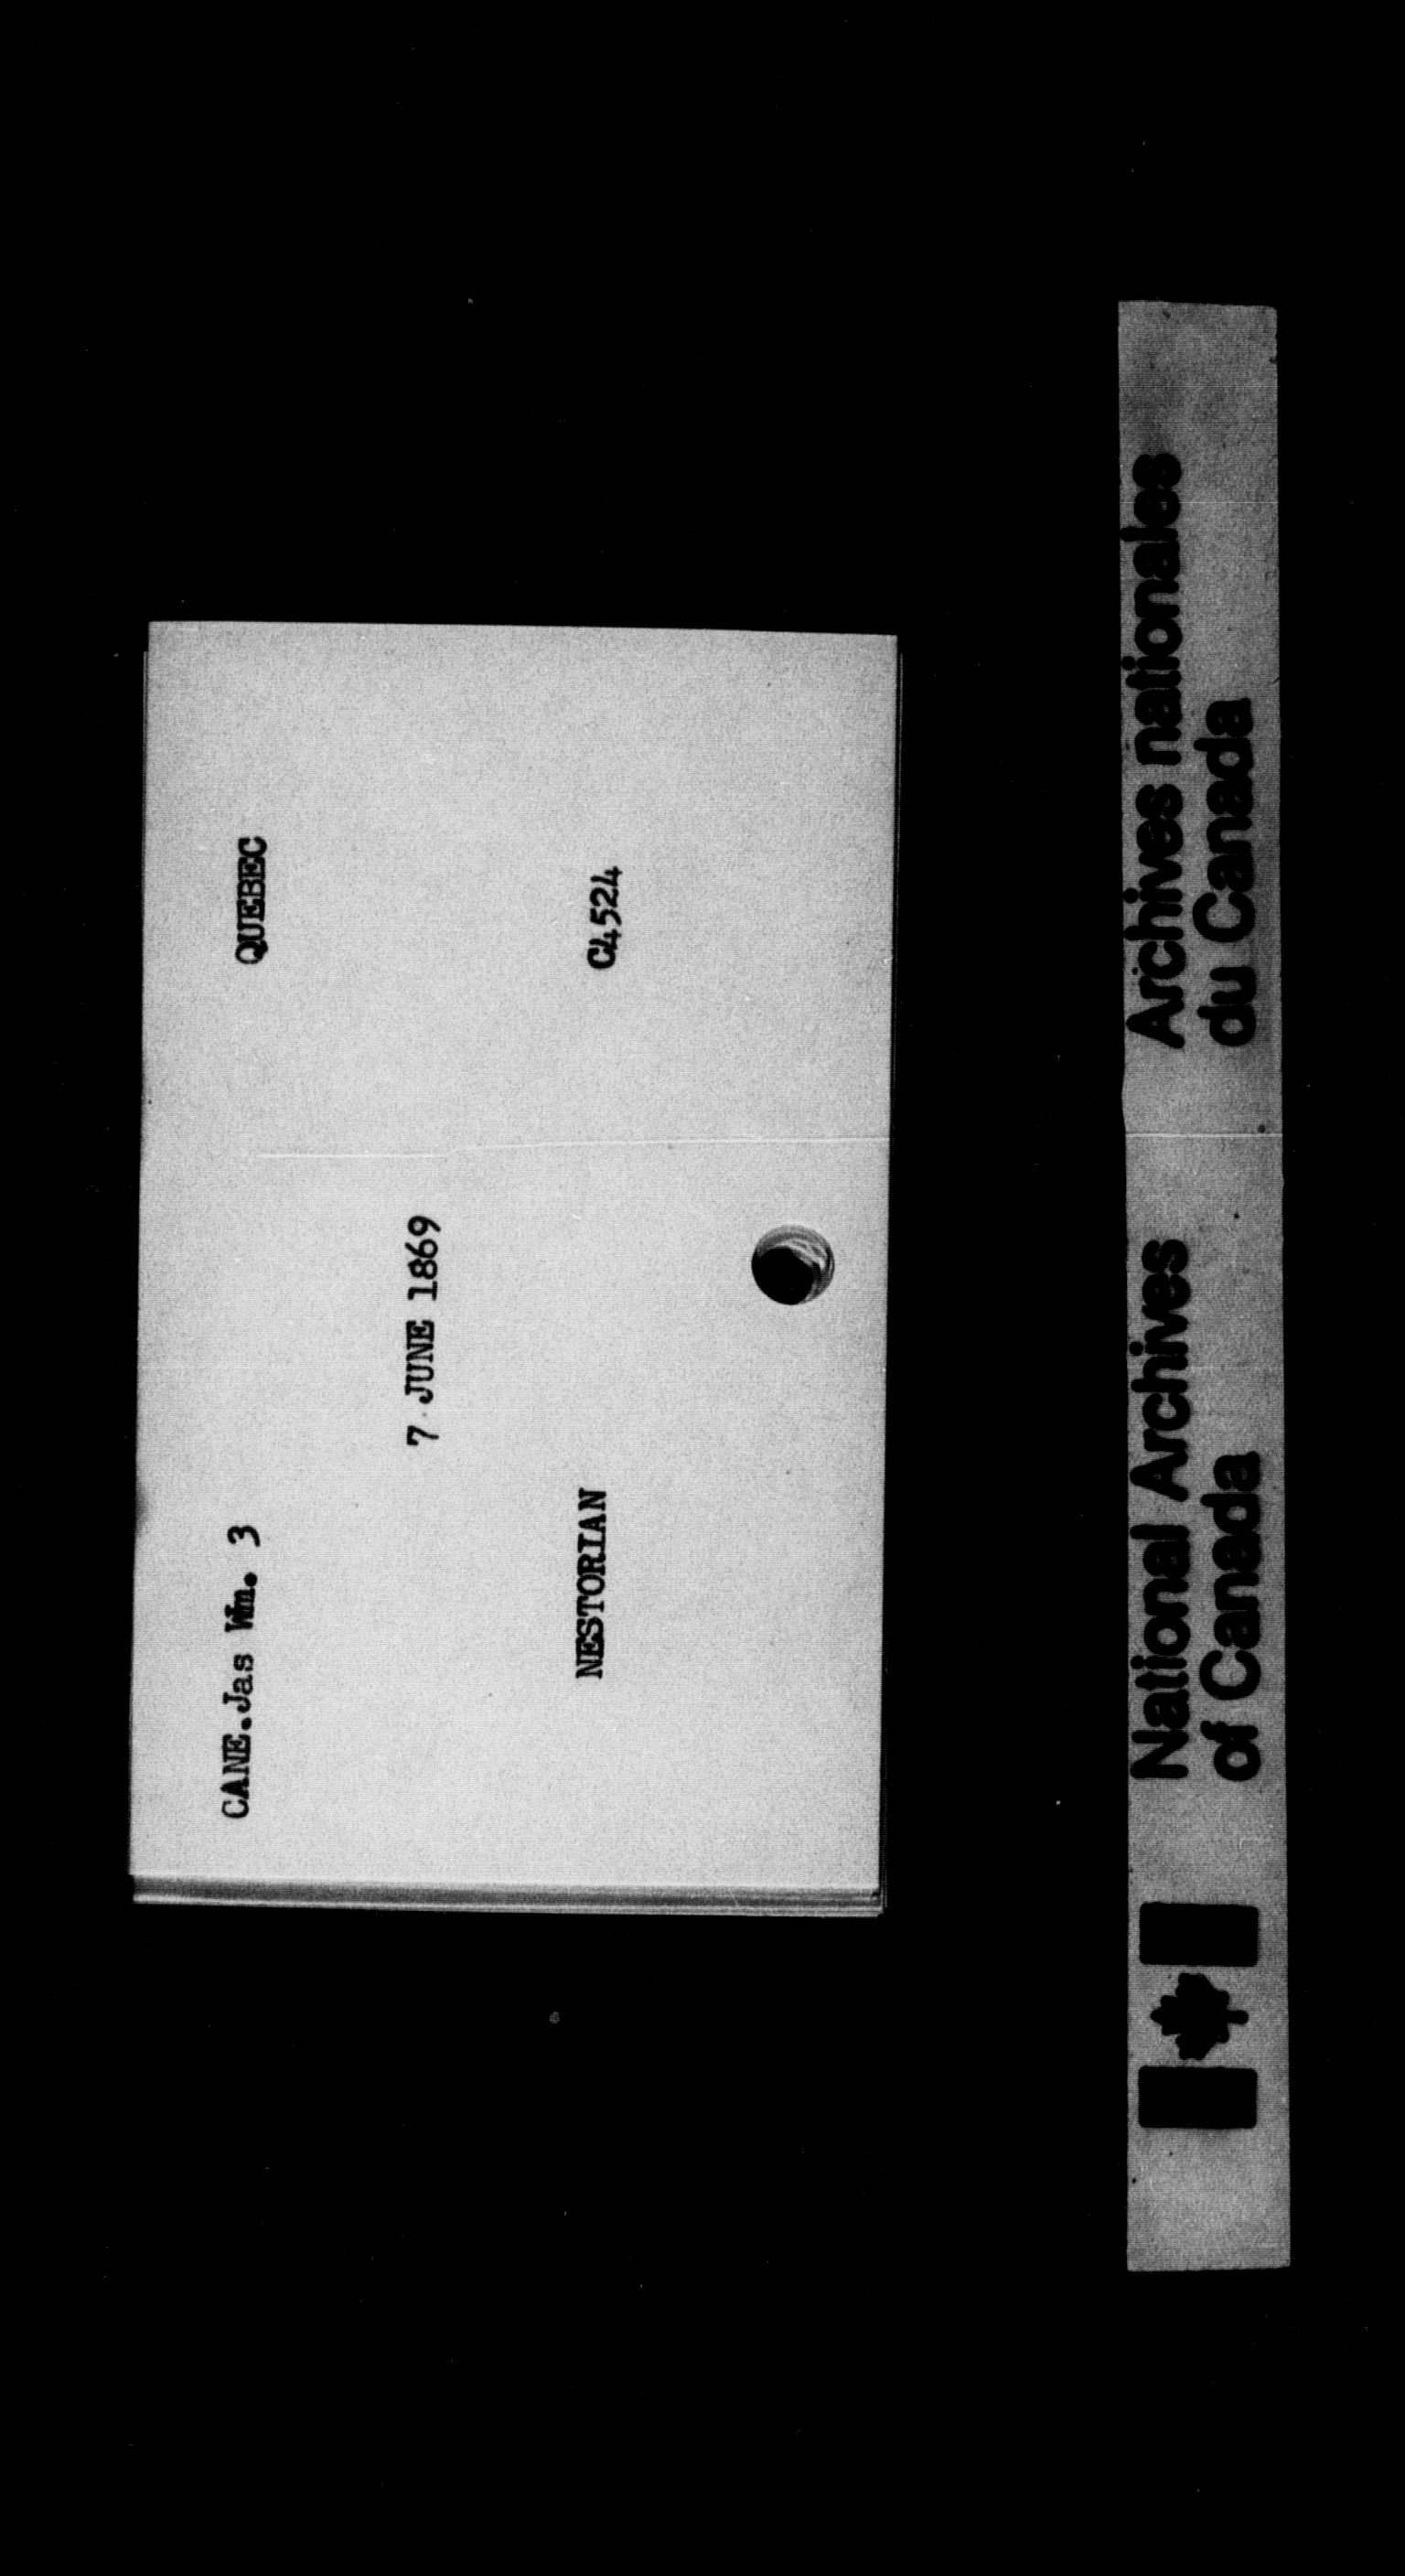 CANE.Jas Wm. 3 QUEBEC
7 JUNE 1869
NESTORIAN C4524
National Archives
of Canada
Archives nationales
du Canada